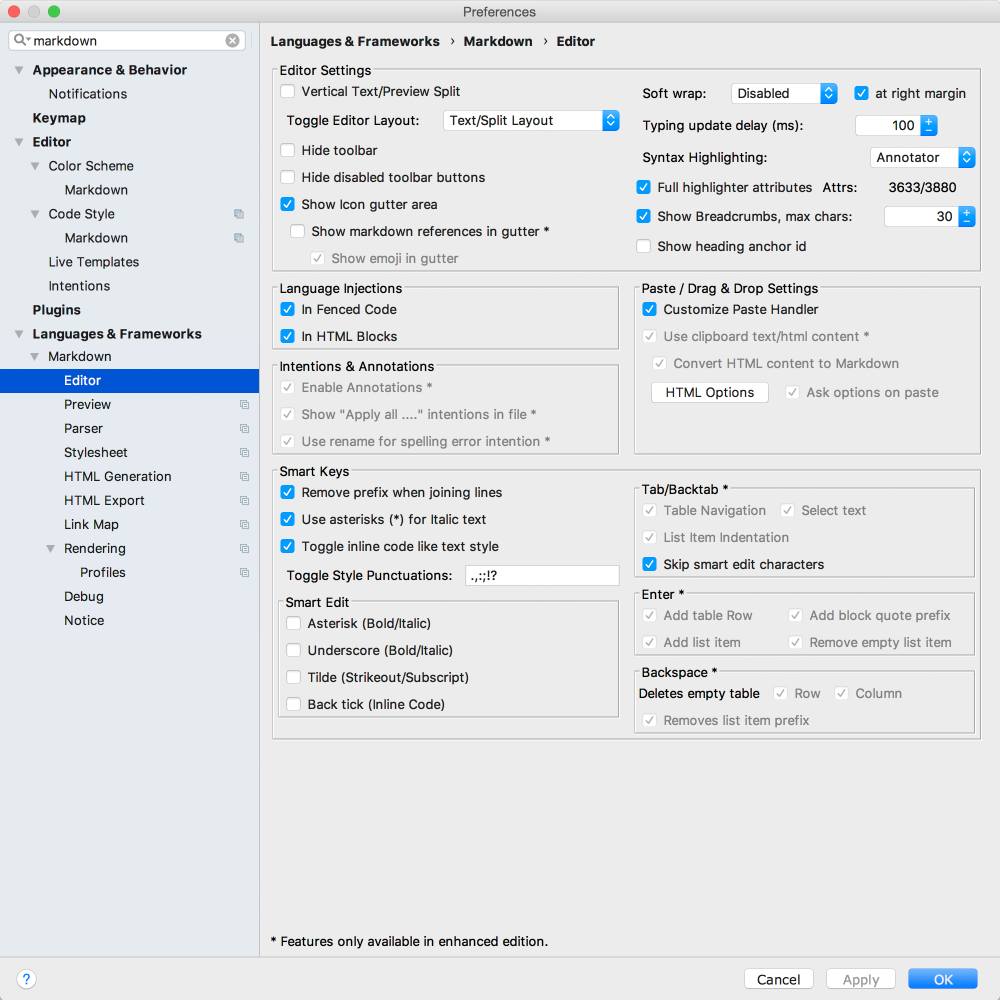 Preferences
markdown
Appearance & Behavior
Notifications
Keymap
Editor
Color Scheme
Markdown
Code Style
Markdown
Live Templates
Intentions
Plugins
Languages & Frameworks
Markdown
Editor
Preview
Parser
Stylesheet
HTML Generation
HTML Export
Link Map
Rendering
Profiles
Debug
Notice
Languages & Frameworks › Markdown › Editor
Editor Settings
Vertical Text/Preview Split
Toggle Editor Layout: Text/Split Layout
Hide toolbar
Hide disabled toolbar buttons
Show Icon gutter area
Show markdown references in gutter *
Show emoji in gutter
Soft wrap: Disabled at right margin
Typing update delay (ms): 100
Syntax Highlighting: Annotator
Full highlighter attributes Attrs: 3633/3880
Show Breadcrumbs, max chars: 30
Show heading anchor id
Language Injections
In Fenced Code
In HTML Blocks
Intentions & Annotations
Enable Annotations *
Show "Apply all ...." intentions in file *
Use rename for spelling error intention *
Paste / Drag & Drop Settings
Customize Paste Handler
Use clipboard text/html content *
Convert HTML content to Markdown
HTML Options Ask options on paste
Smart Keys
Remove prefix when joining lines
Use asterisks (*) for Italic text
Toggle inline code like text style
Toggle Style Punctuations: .,:;!?
Smart Edit
Asterisk (Bold/Italic)
Underscore (Bold/Italic)
Tilde (Strikeout/Subscript)
Back tick (Inline Code)
Tab/Backtab *
Table Navigation Select text
List Item Indentation
Skip smart edit characters
Enter *
Add table Row Add block quote prefix
Add list item Remove empty list item
Backspace *
Deletes empty table Row Column
Removes list item prefix
* Features only available in enhanced edition.
? Cancel Apply OK